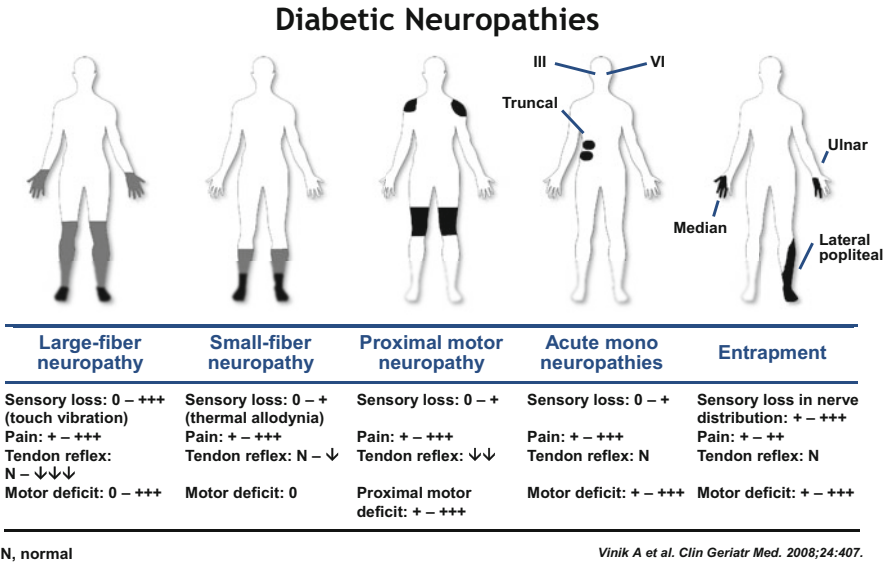 Diabetic Neuropathies
III
VI
Truncal
Ulnar
Median
Lateral
popliteal
Large-fiber
neuropathy
Small-fiber
neuropathy
Proximal motor
neuropathy
Acute mono
neuropathies
Entrapment
Sensory loss: 0 – +++
(touch vibration)
Pain: + – +++
Tendon reflex:
N – ↓↓↓
Motor deficit: 0 – +++
Sensory loss: 0 – +
(thermal allodynia)
Pain: + – +++
Tendon reflex: N – ↓
Motor deficit: 0
Sensory loss: 0 – +
Pain: + – +++
Tendon reflex: ↓↓
Proximal motor
deficit: + – +++
Sensory loss: 0 – +
Pain: + – +++
Tendon reflex: N
Motor deficit: + – +++
Sensory loss in nerve
distribution: + – +++
Pain: + – ++
Tendon reflex: N
Motor deficit: + – +++
N, normal
Vinik A et al. Clin Geriatr Med. 2008;24:407.